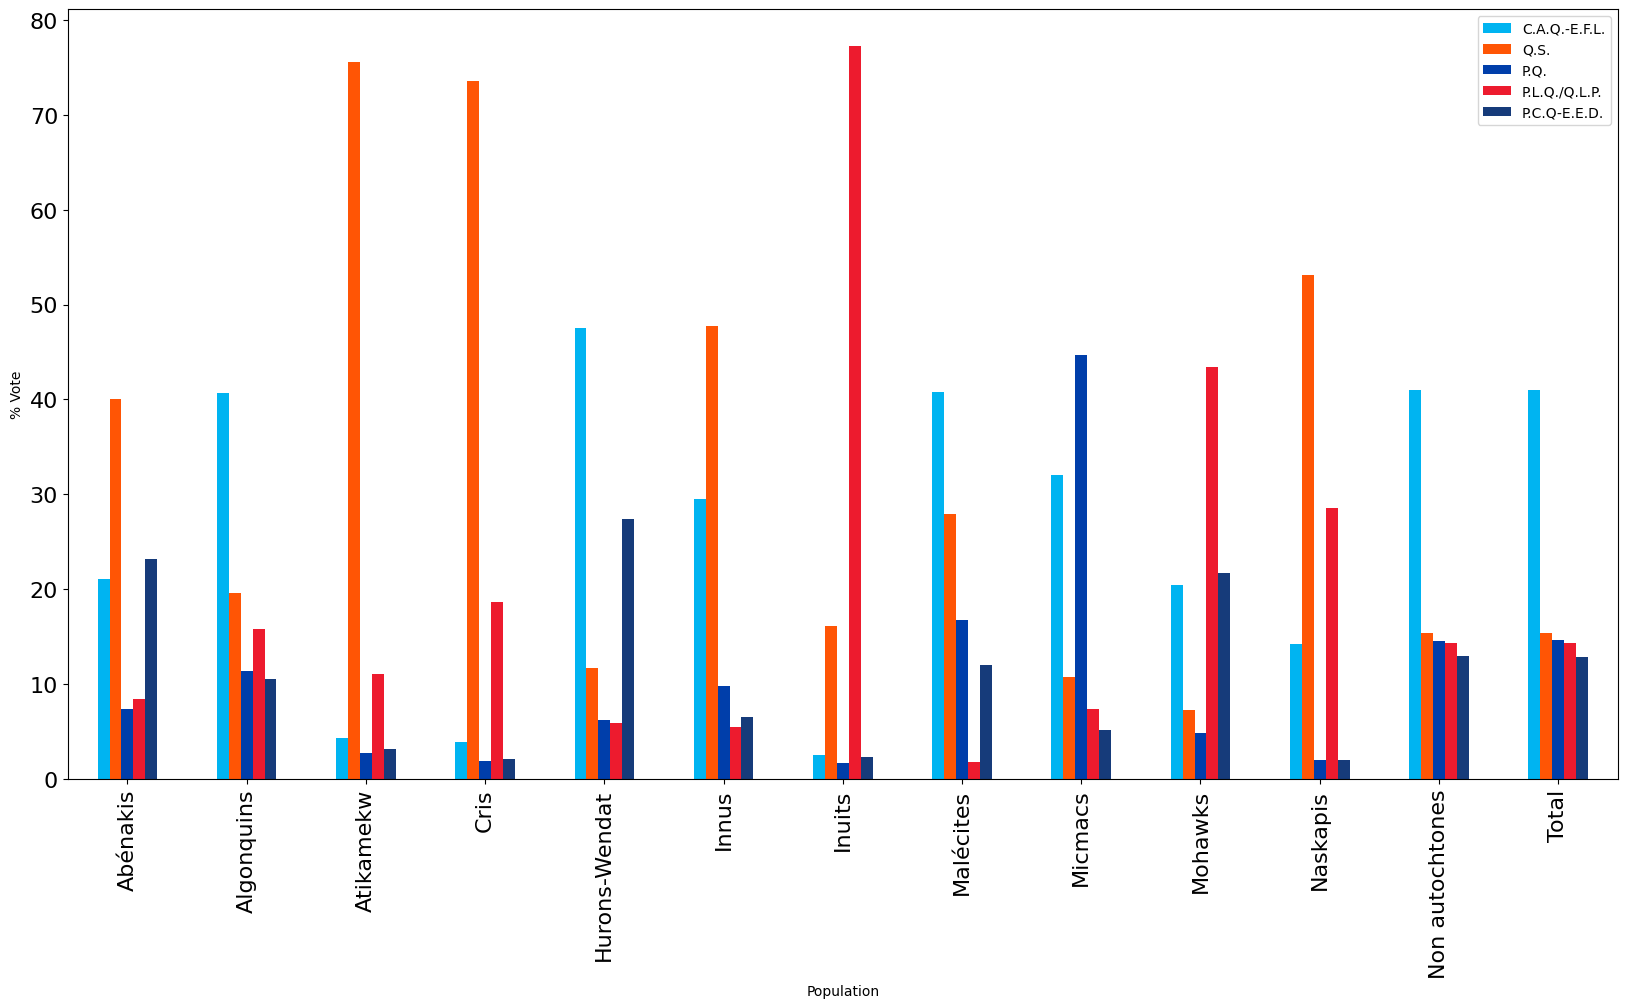 80
70
60
50
40
30
20
10
0
% Vote
C.A.Q.-E.F.L.
Q.S.
P.Q.
P.L.Q./Q.L.P.
P.C.Q-E.E.D.
Abénakis
Algonquins
Atikamekw
Cris
Hurons-Wendat
Innus
Inuits
Malécites
Micmacs
Mohawks
Naskapis
Non autochtones
Total
Population